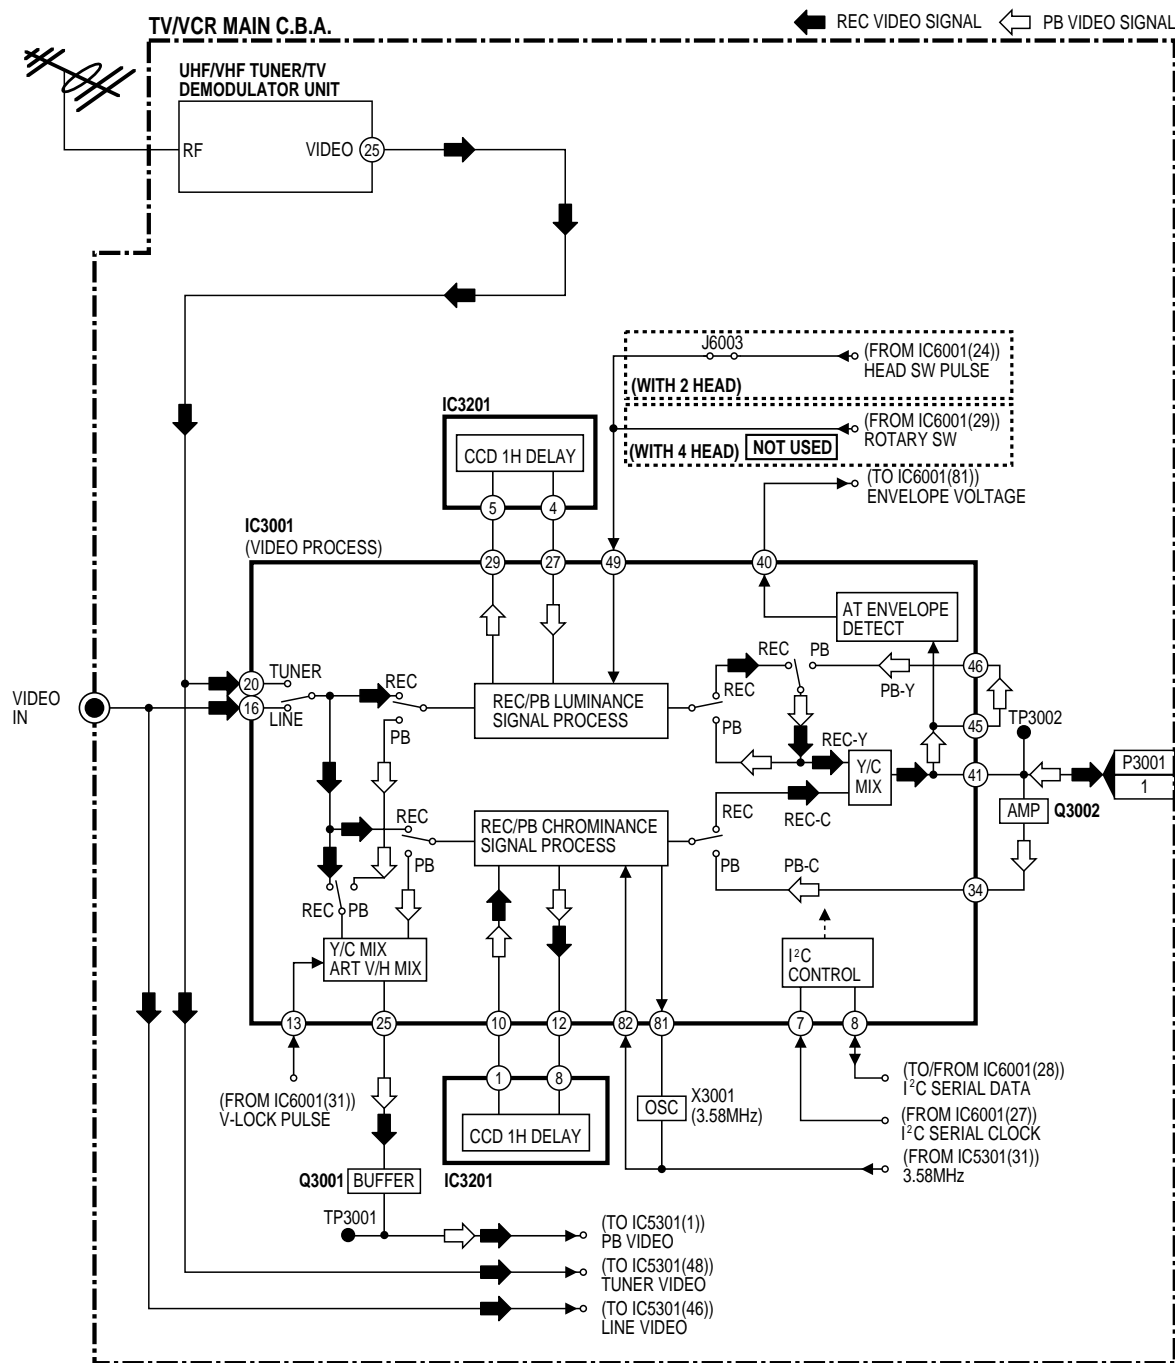 TV/VCR MAIN C.B.A.
REC VIDEO SIGNAL
PB VIDEO SIGNAL
UHF/VHF TUNER/TV
DEMODULATOR UNIT
RF
VIDEO
25
J6003
(FROM IC6001(24))
HEAD SW PULSE
(WITH 2 HEAD)
(FROM IC6001(29))
ROTARY SW
(WITH 4 HEAD)
NOT USED
IC3201
CCD 1H DELAY
5
4
(TO IC6001(81))
ENVELOPE VOLTAGE
IC3001
(VIDEO PROCESS)
29
27
49
40
AT ENVELOPE
DETECT
VIDEO
IN
20
TUNER
16
LINE
REC
PB
REC/PB LUMINANCE
SIGNAL PROCESS
REC
PB
REC
PB
PB-Y
46
45
TP3002
REC-Y
Y/C
MIX
41
P3001
1
AMP
Q3002
REC
PB
REC/PB CHROMINANCE
SIGNAL PROCESS
REC
PB
REC-C
PB-C
34
REC
PB
Y/C MIX
ART V/H MIX
I²C
CONTROL
13
25
10
12
82
81
7
8
(FROM IC6001(31))
V-LOCK PULSE
1
8
CCD 1H DELAY
IC3201
OSC
X3001
(3.58MHz)
(TO/FROM IC6001(28))
I²C SERIAL DATA
(FROM IC6001(27))
I²C SERIAL CLOCK
(FROM IC5301(31))
3.58MHz
Q3001
BUFFER
TP3001
(TO IC5301(1))
PB VIDEO
(TO IC5301(48))
TUNER VIDEO
(TO IC5301(46))
LINE VIDEO